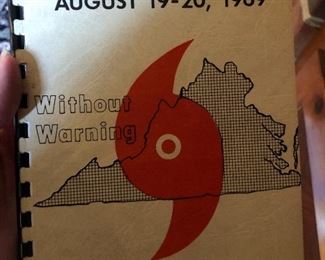 AUGUST 19-20, 1969
Without
Warning